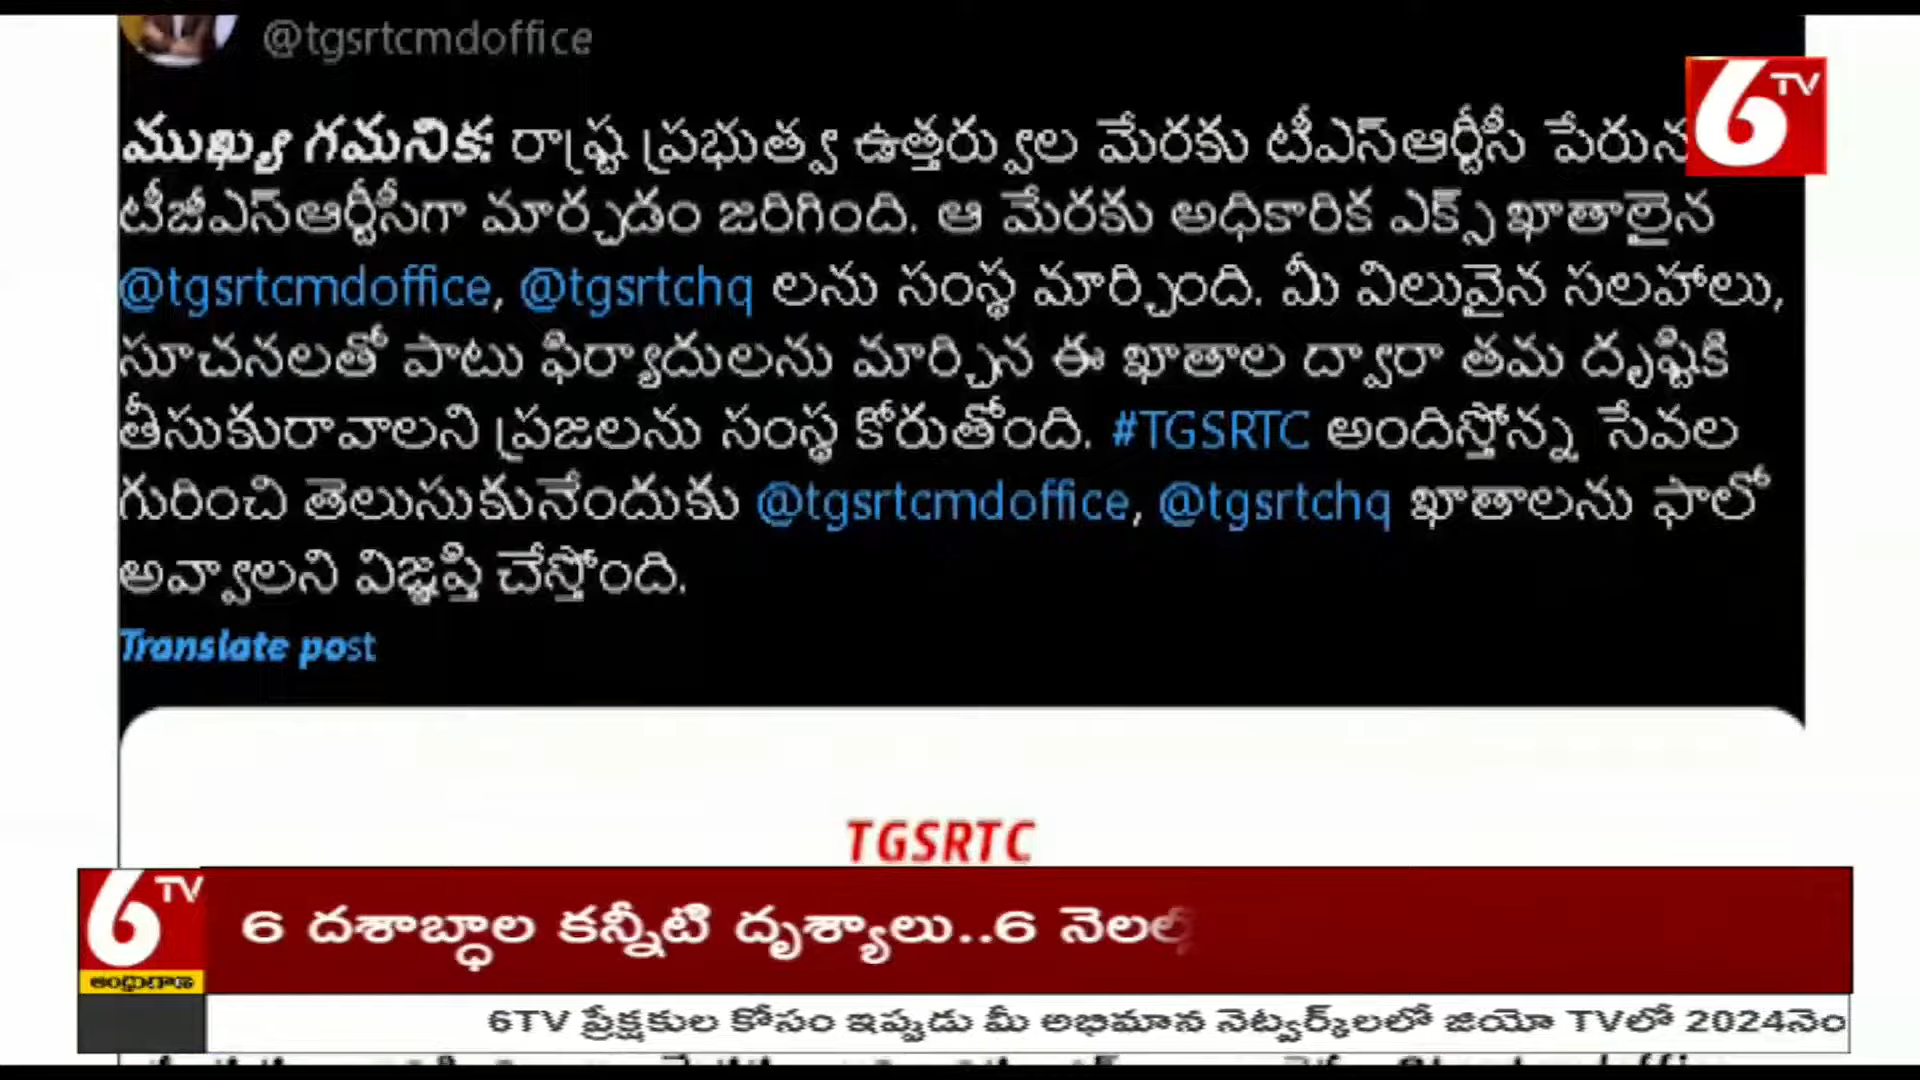 @tgsrtcmdoffice
6 TV
ముఖ్య గమనిక: రాష్ట్ర ప్రభుత్వ ఉత్తర్వుల మేరకు టీఎస్ఆర్టీసీ పేరును
టీజీఎస్ఆర్టీసీగా మార్చడం జరిగింది. ఆ మేరకు అధికారిక ఎక్స్ ఖాతాలైన
@tgsrtcmdoffice, @tgsrtchq లను సంస్థ మార్చింది. మీ విలువైన సలహాలు,
సూచనలతో పాటు ఫిర్యాదులను మార్చిన ఈ ఖాతాల ద్వారా తమ దృష్టికి
తీసుకురావాలని ప్రజలను సంస్థ కోరుతోంది. #TGSRTC అందిస్తోన్న సేవల
గురించి తెలుసుకునేందుకు @tgsrtcmdoffice, @tgsrtchq ఖాతాలను ఫాలో
అవ్వాలని విజ్ఞప్తి చేస్తోంది.
Translate post
TGSRTC
6 TV
6 దశాబ్ధాల కన్నీటి దృశ్యాలు..6 నెలల్
6TV ప్రేక్షకుల కోసం ఇప్పుడు మీ అభిమాన నెట్వర్క్‌లలో జియో TVలో 2024నెం